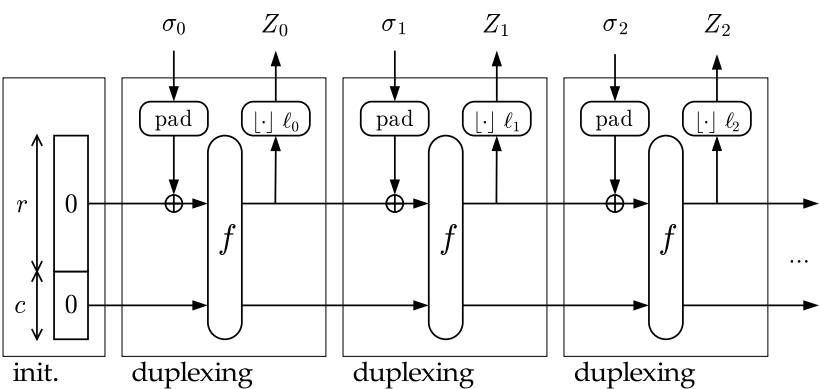 σ₀ Z₀ σ₁ Z₁ σ₂ Z₂
pad ⌊·⌋ ℓ₀ pad ⌊·⌋ ℓ₁ pad ⌊·⌋ ℓ₂
r 0 f f f
...
c 0
init. duplexing duplexing duplexing